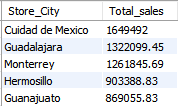 Store_City Total_sales
Cuidad de Mexico 1649492
Guadalajara 1322099.45
Monterrey 1261845.69
Hermosillo 903388.83
Guanajuato 869055.83